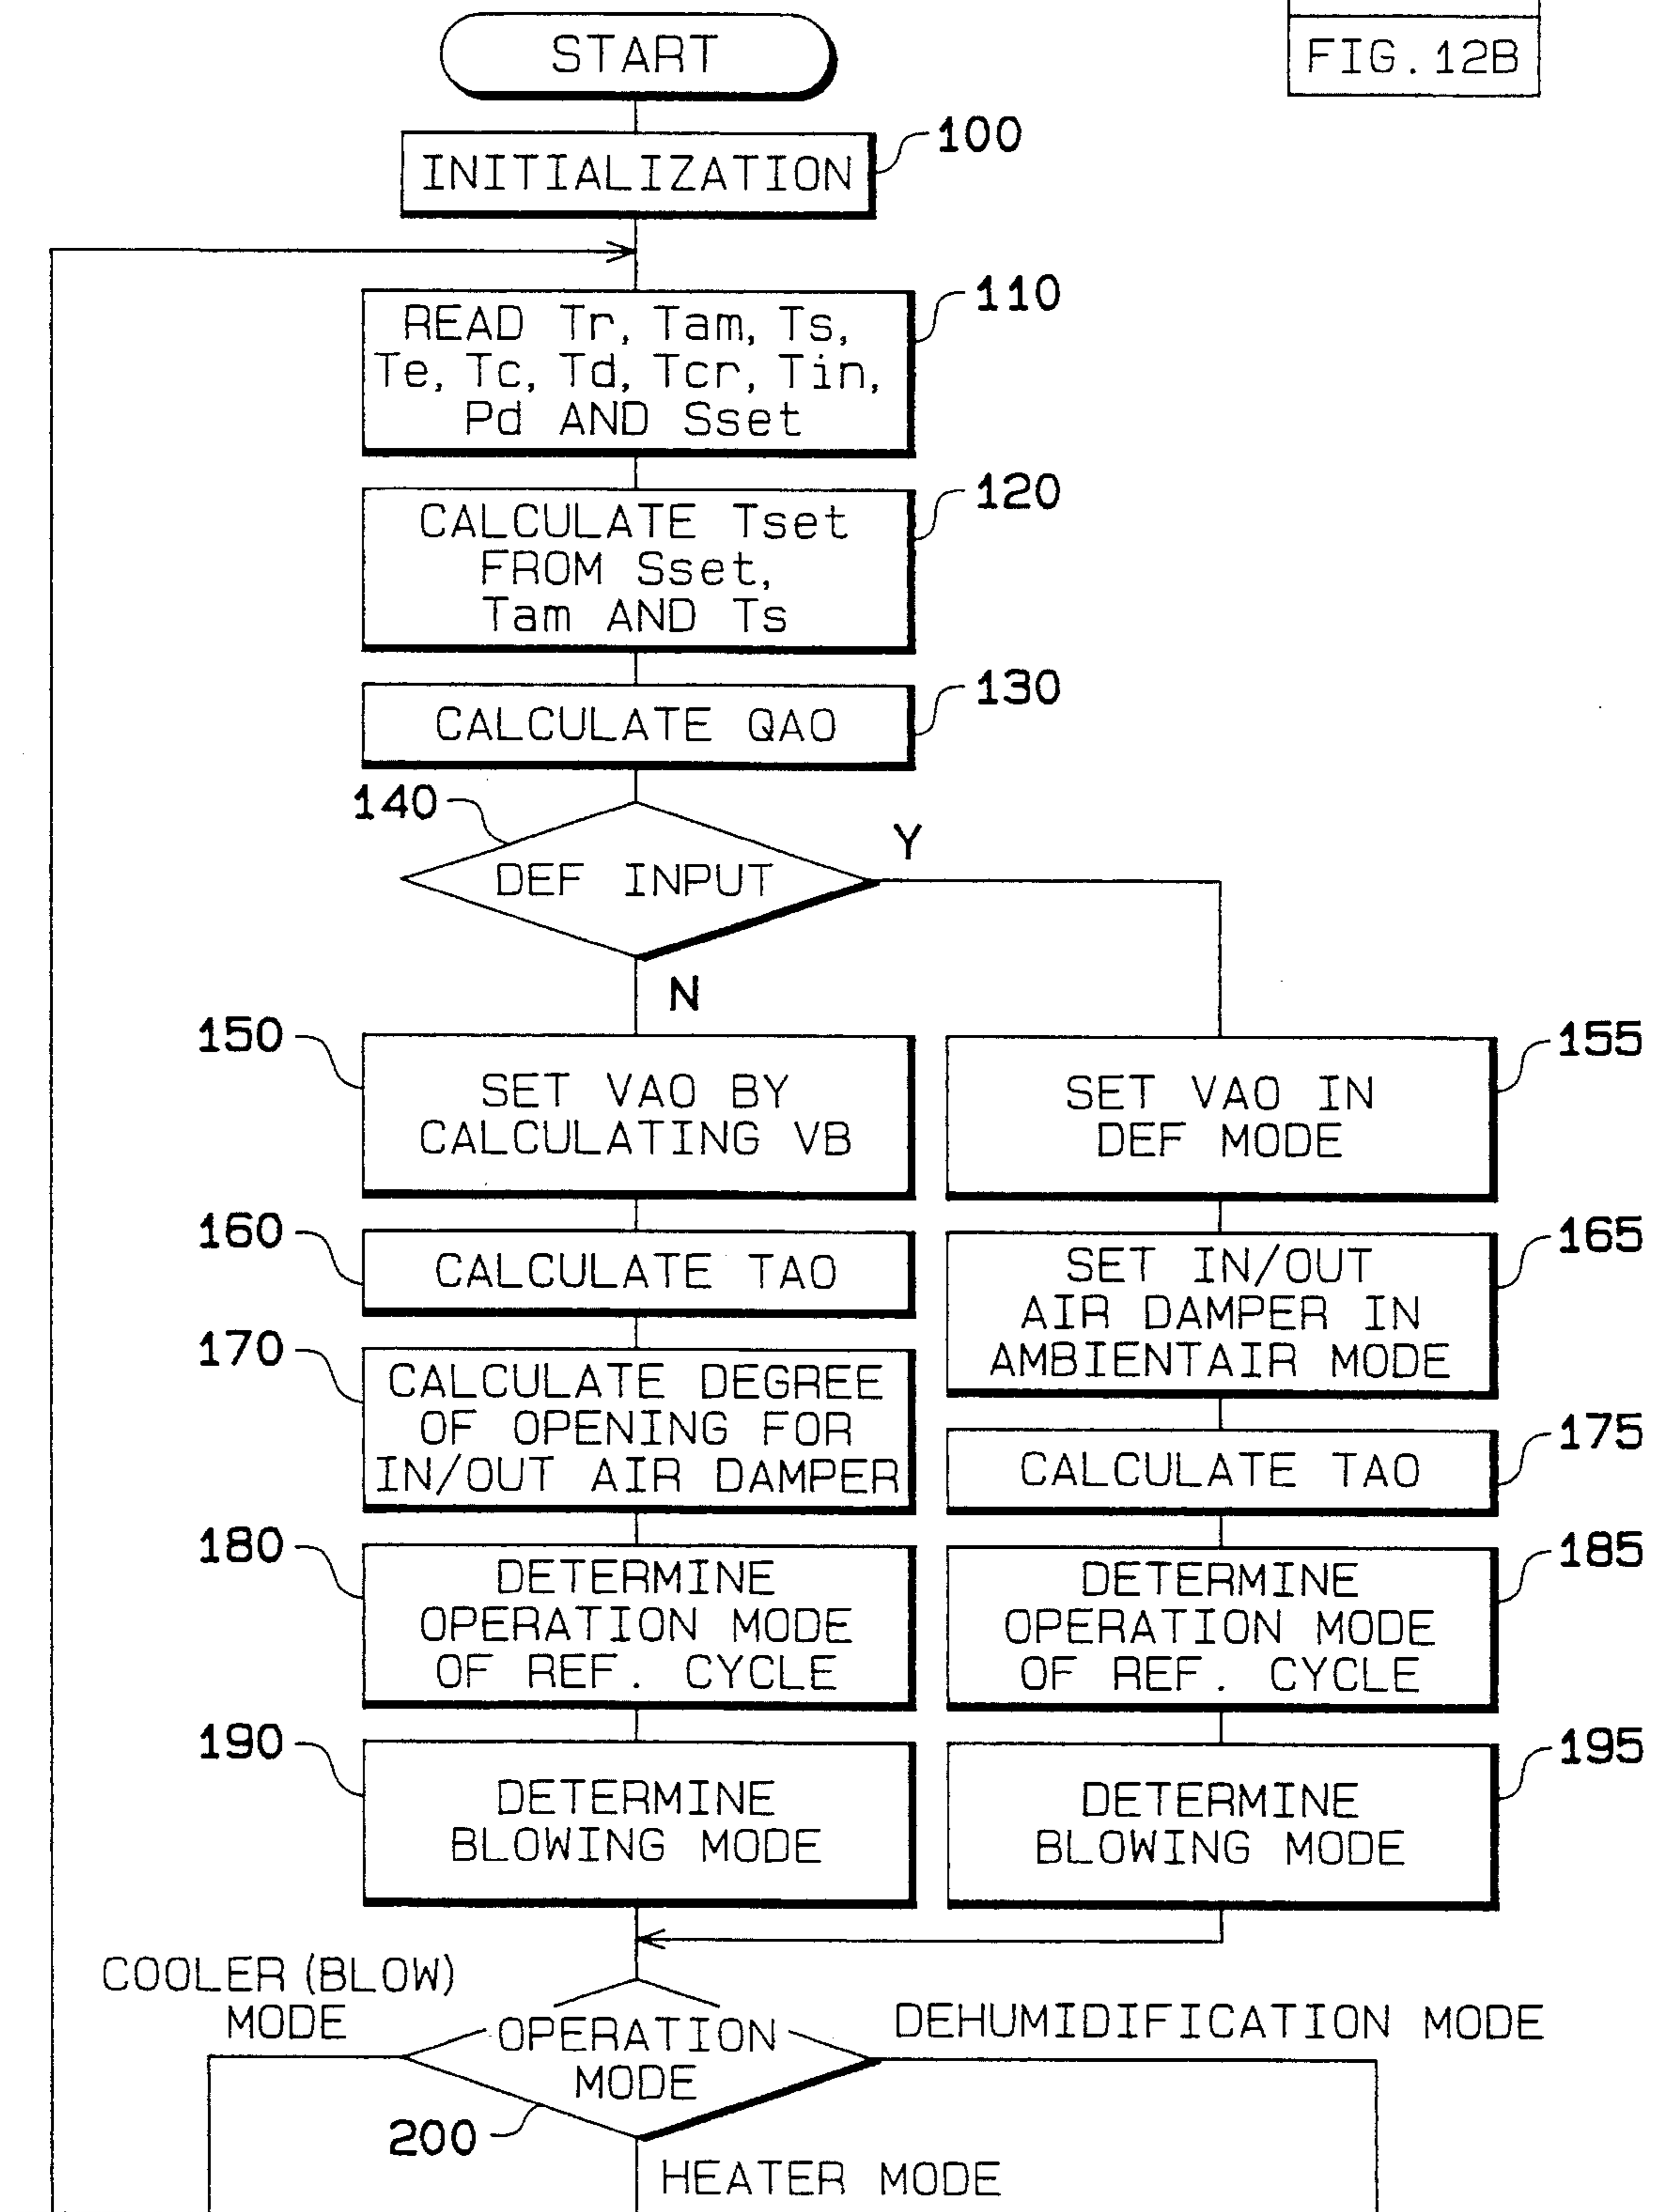 FIG.12B
START
INITIALIZATION
100
READ Tr, Tam, Ts,
Te, Tc, Td, Tcr, Tin,
Pd AND Sset
110
CALCULATE Tset
FROM Sset,
Tam AND Ts
120
CALCULATE QAO
130
140
DEF INPUT
Y
N
150
SET VAO BY
CALCULATING VB
SET VAO IN
DEF MODE
155
160
CALCULATE TAO
SET IN/OUT
AIR DAMPER IN
AMBIENTAIR MODE
165
170
CALCULATE DEGREE
OF OPENING FOR
IN/OUT AIR DAMPER
CALCULATE TAO
175
180
DETERMINE
OPERATION MODE
OF REF. CYCLE
DETERMINE
OPERATION MODE
OF REF. CYCLE
185
190
DETERMINE
BLOWING MODE
DETERMINE
BLOWING MODE
195
COOLER (BLOW)
MODE
OPERATION
MODE
DEHUMIDIFICATION MODE
200
HEATER MODE